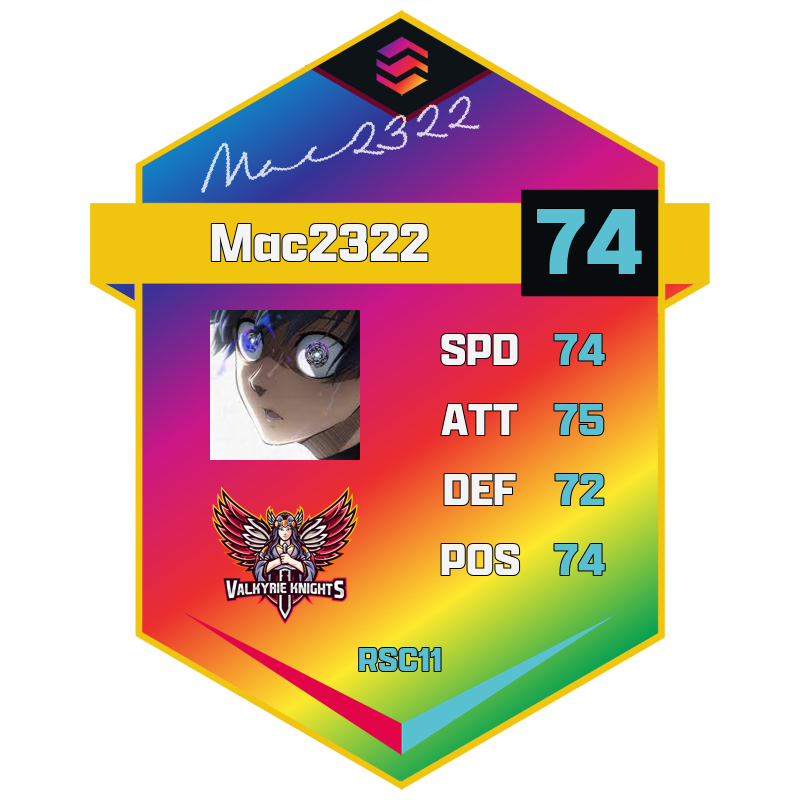 Mac2322
Mac2322 74
SPD 74
ATT 75
DEF 72
POS 74
VALKYRIE KNIGHTS
RSC11